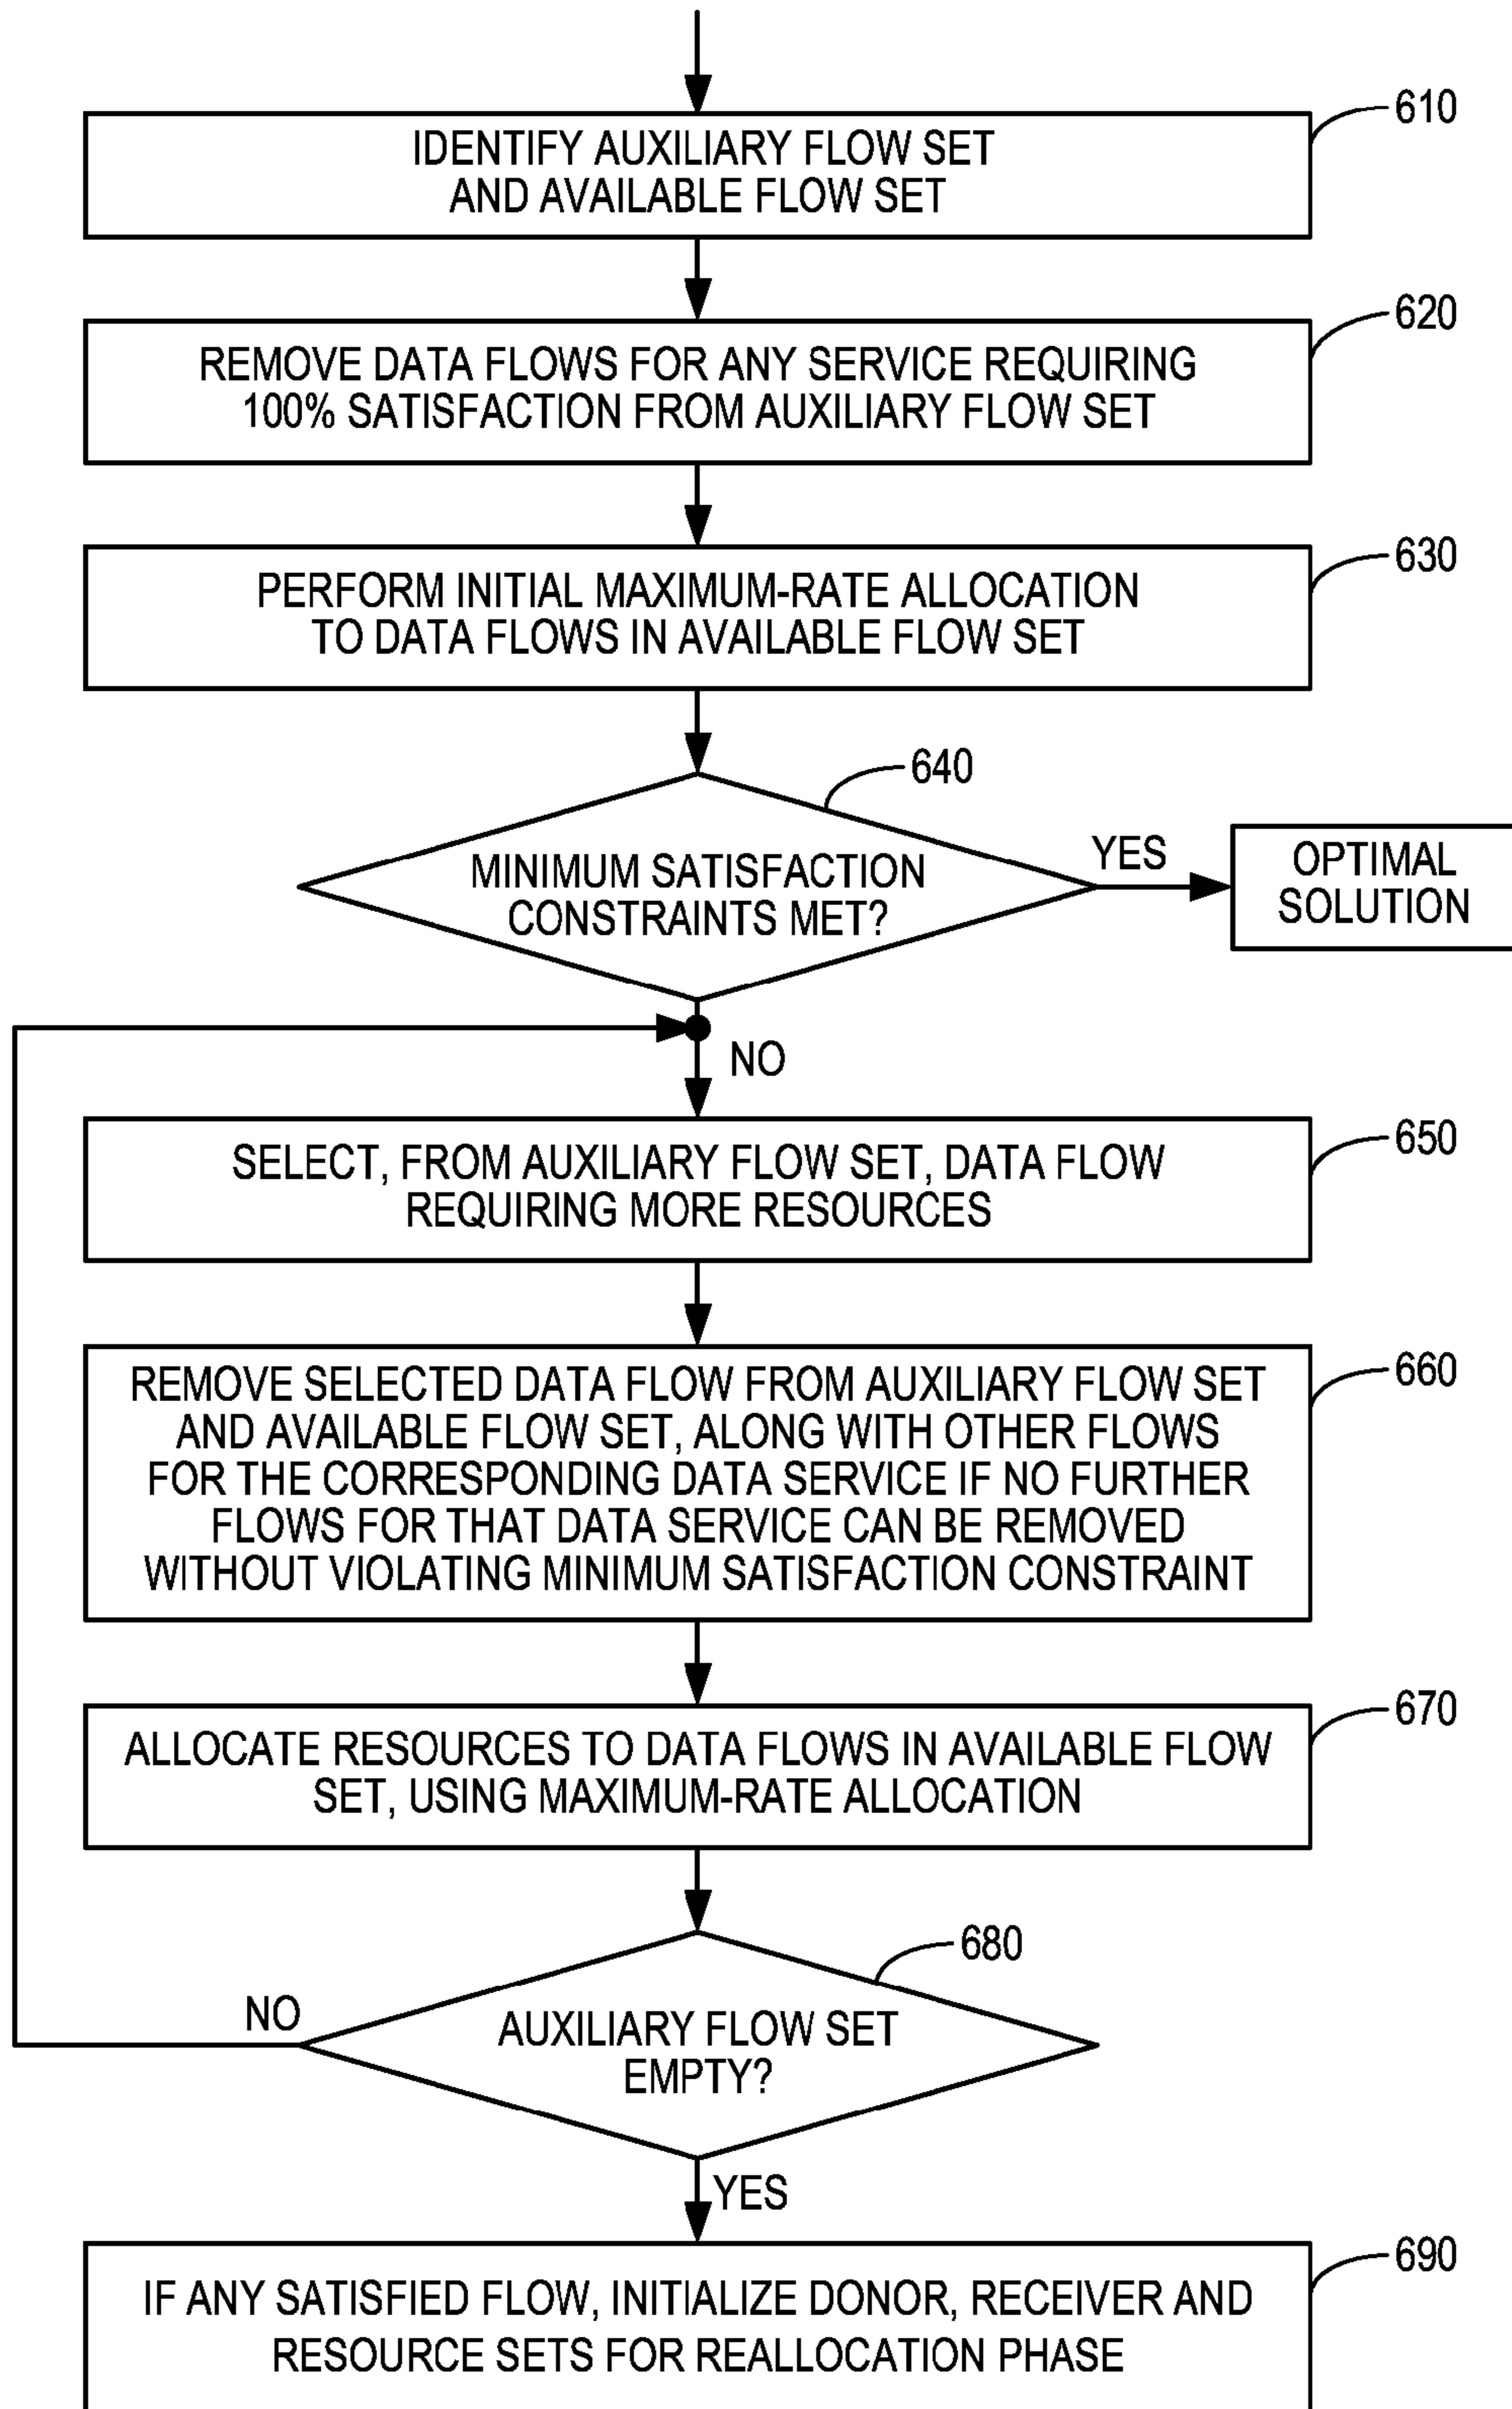 610
IDENTIFY AUXILIARY FLOW SET
AND AVAILABLE FLOW SET
620
REMOVE DATA FLOWS FOR ANY SERVICE REQUIRING
100% SATISFACTION FROM AUXILIARY FLOW SET
630
PERFORM INITIAL MAXIMUM-RATE ALLOCATION
TO DATA FLOWS IN AVAILABLE FLOW SET
640
MINIMUM SATISFACTION
CONSTRAINTS MET?
YES
OPTIMAL
SOLUTION
NO
650
SELECT, FROM AUXILIARY FLOW SET, DATA FLOW
REQUIRING MORE RESOURCES
660
REMOVE SELECTED DATA FLOW FROM AUXILIARY FLOW SET
AND AVAILABLE FLOW SET, ALONG WITH OTHER FLOWS
FOR THE CORRESPONDING DATA SERVICE IF NO FURTHER
FLOWS FOR THAT DATA SERVICE CAN BE REMOVED
WITHOUT VIOLATING MINIMUM SATISFACTION CONSTRAINT
670
ALLOCATE RESOURCES TO DATA FLOWS IN AVAILABLE FLOW
SET, USING MAXIMUM-RATE ALLOCATION
680
NO
AUXILIARY FLOW SET
EMPTY?
YES
690
IF ANY SATISFIED FLOW, INITIALIZE DONOR, RECEIVER AND
RESOURCE SETS FOR REALLOCATION PHASE